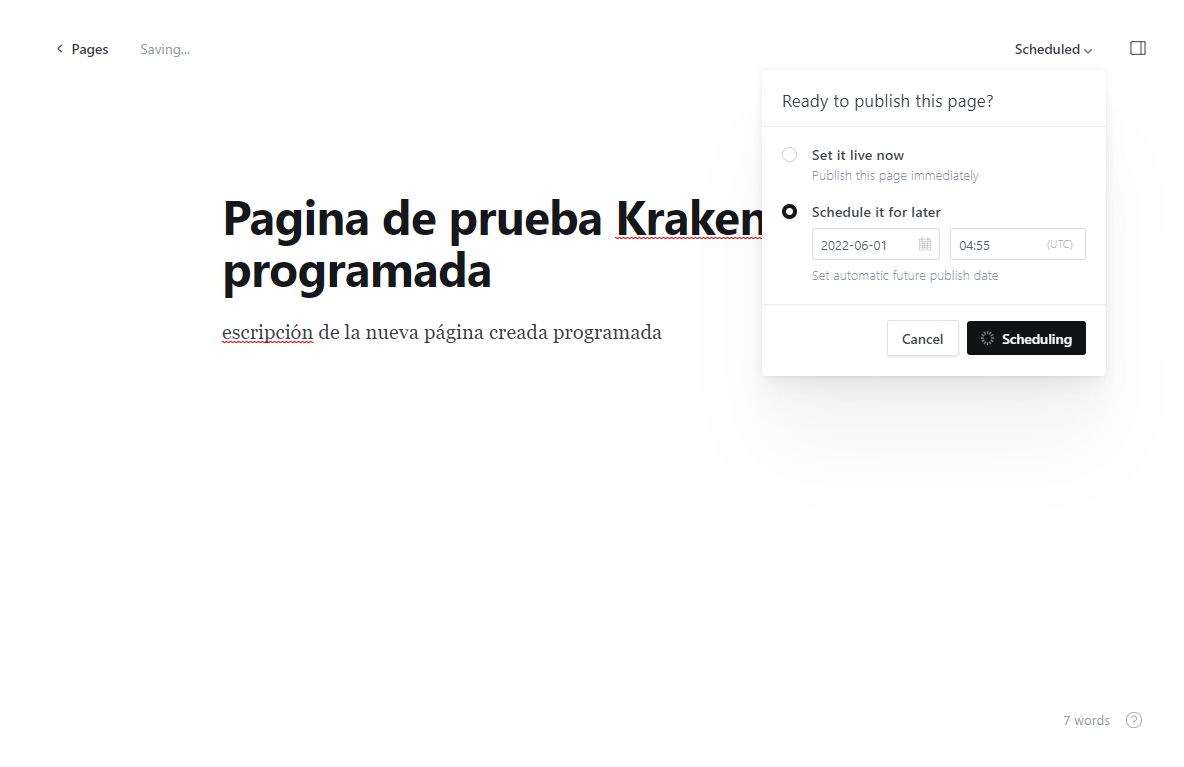 Pages
Saving...
Scheduled
Ready to publish this page?
Set it live now
Publish this page immediately
Schedule it for later
2022-06-01
04:55 (UTC)
Set automatic future publish date
Cancel
Scheduling
Pagina de prueba Kraken
programada
escripción de la nueva página creada programada
7 words
?